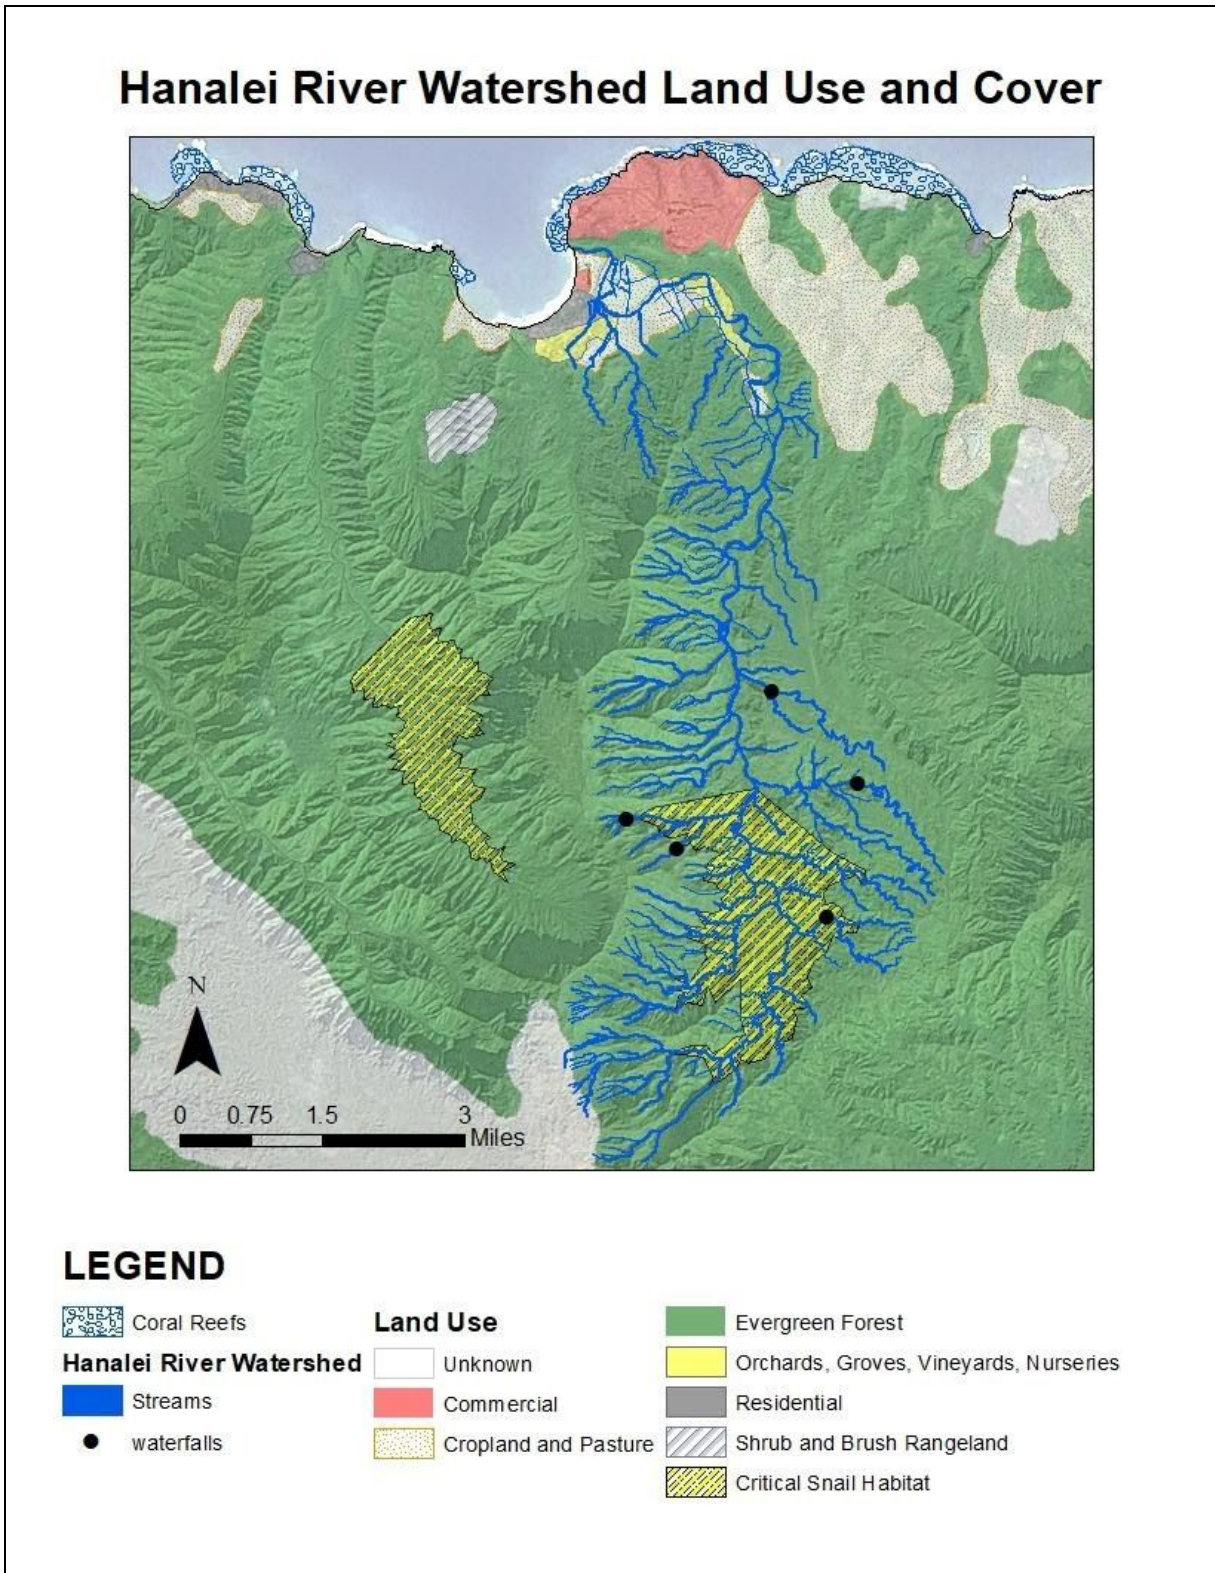 Hanalei River Watershed Land Use and Cover
N
0 0.75 1.5 3
Miles
LEGEND
Coral Reefs
Hanalei River Watershed
Streams
waterfalls
Land Use
Unknown
Commercial
Cropland and Pasture
Evergreen Forest
Orchards, Groves, Vineyards, Nurseries
Residential
Shrub and Brush Rangeland
Critical Snail Habitat